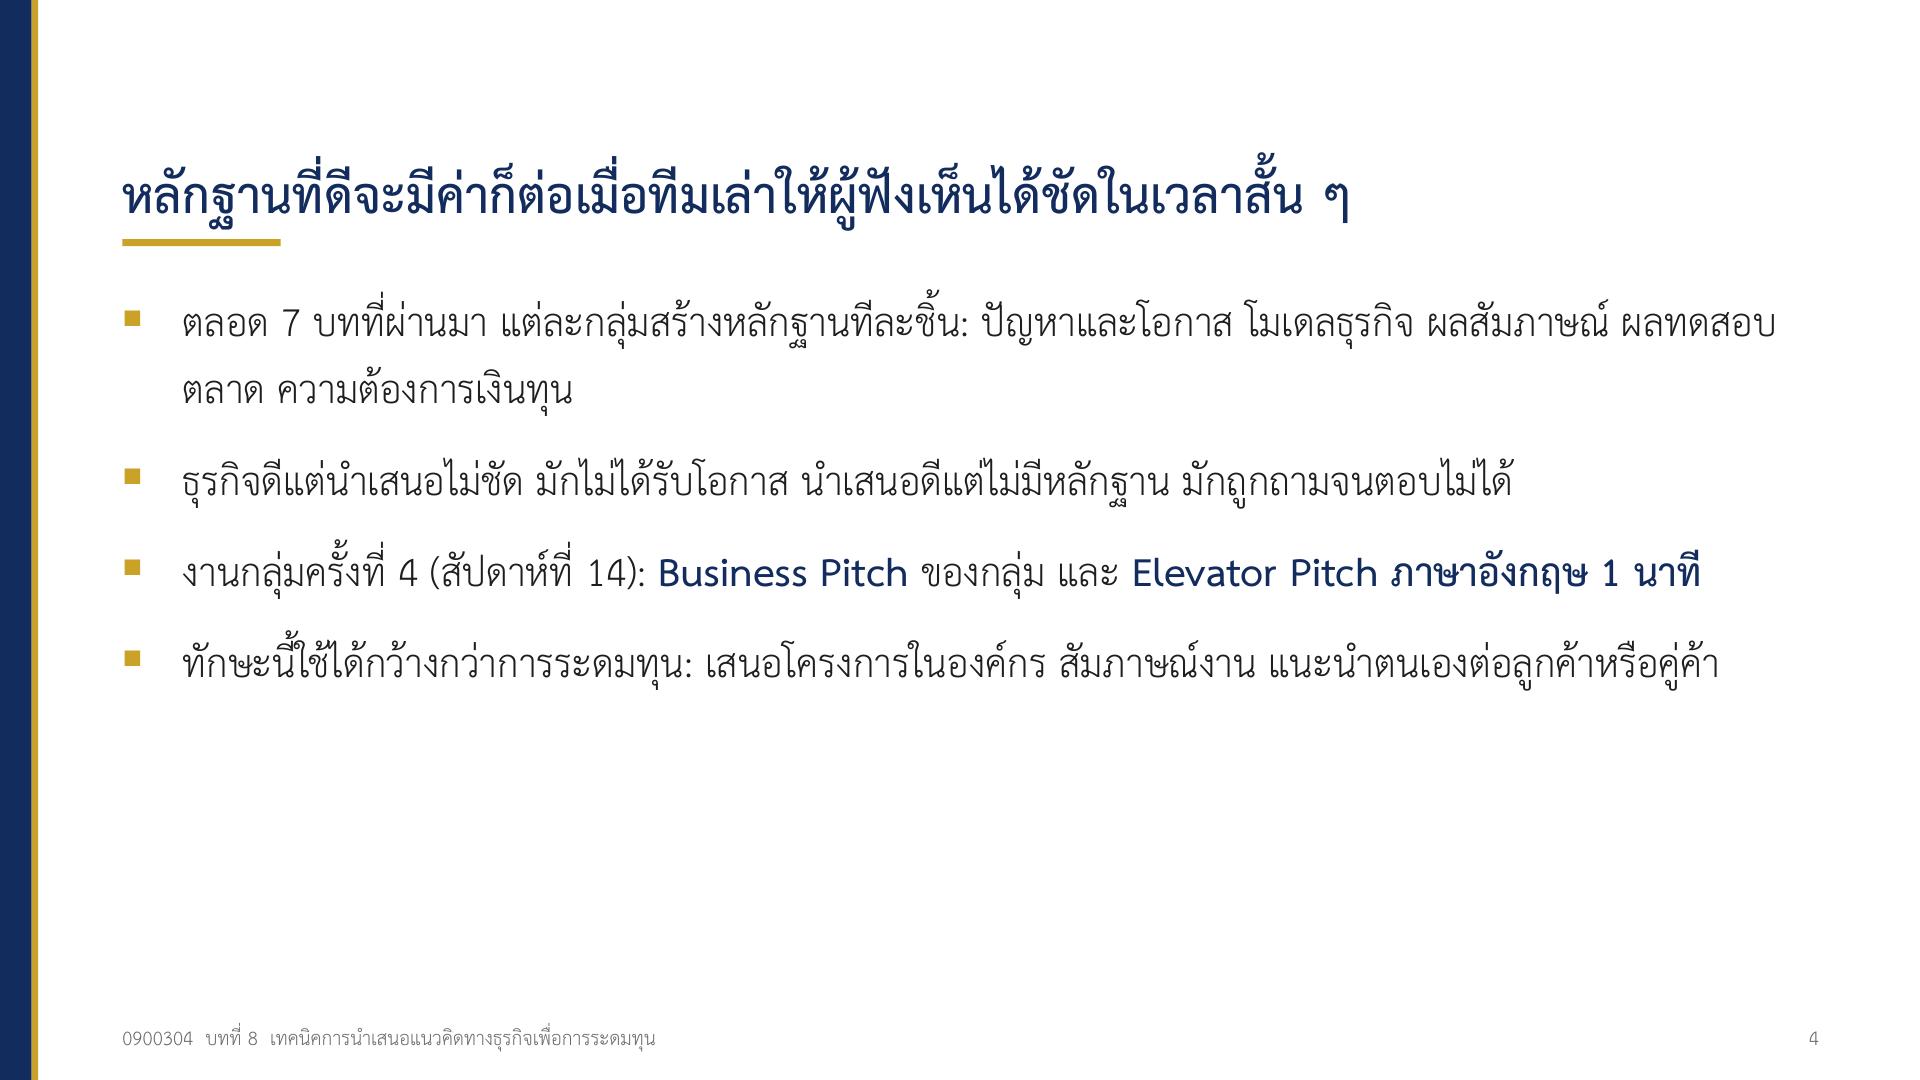 หลักฐานที่ดีจะมีค่าก็ต่อเมื่อทีมเล่าให้ผู้ฟังเห็นได้ชัดในเวลาสั้น ๆ
▪ ตลอด 7 บทที่ผ่านมา แต่ละกลุ่มสร้างหลักฐานทีละชิ้น: ปัญหาและโอกาส โมเดลธุรกิจ ผลสัมภาษณ์ ผลทดสอบ
ตลาด ความต้องการเงินทุน
▪ ธุรกิจดีแต่นำเสนอไม่ชัด มักไม่ได้รับโอกาส นำเสนอดีแต่ไม่มีหลักฐาน มักถูกถามจนตอบไม่ได้
▪ งานกลุ่มครั้งที่ 4 (สัปดาห์ที่ 14): Business Pitch ของกลุ่ม และ Elevator Pitch ภาษาอังกฤษ 1 นาที
▪ ทักษะนี้ใช้ได้กว้างกว่าการระดมทุน: เสนอโครงการในองค์กร สัมภาษณ์งาน แนะนำตนเองต่อลูกค้าหรือคู่ค้า
0900304 บทที่ 8 เทคนิคการนำเสนอแนวคิดทางธุรกิจเพื่อการระดมทุน
4